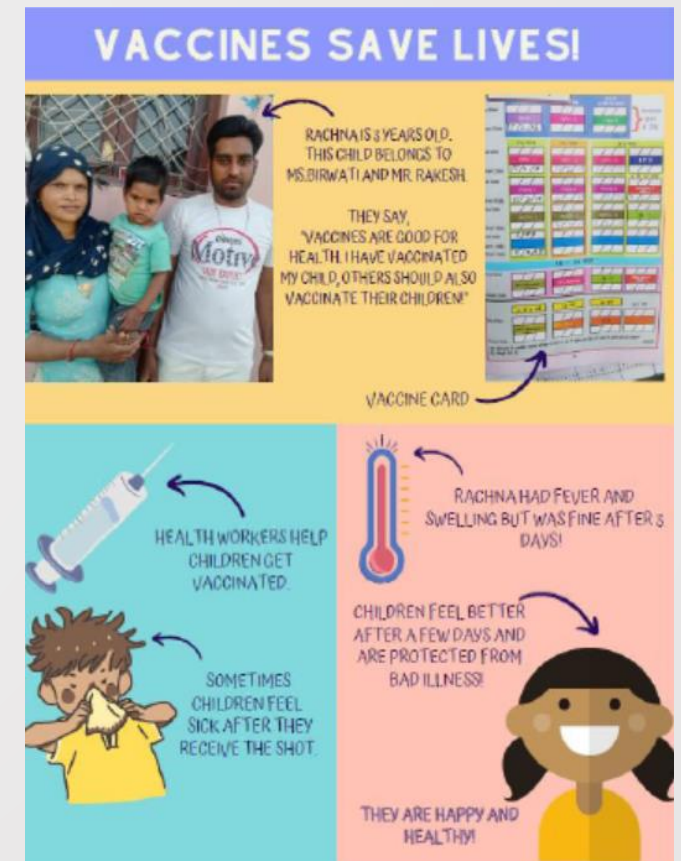 VACCINES SAVE LIVES!
RACHNA IS 3 YEARS OLD.
THIS CHILD BELONGS TO
MS.BIRWATI AND MR. RAKESH.
THEY SAY,
"VACCINES ARE GOOD FOR
HEALTH. I HAVE VACCINATED
MY CHILD, OTHERS SHOULD ALSO
VACCINATE THEIR CHILDREN!"
Motiv
VACCINE CARD
HEALTH WORKERS HELP
CHILDREN GET
VACCINATED.
SOMETIMES
CHILDREN FEEL
SICK AFTER THEY
RECEIVE THE SHOT.
RACHNA HAD FEVER AND
SWELLING BUT WAS FINE AFTER 3
DAYS!
CHILDREN FEEL BETTER
AFTER A FEW DAYS AND
ARE PROTECTED FROM
BAD ILLNESS!
THEY ARE HAPPY AND
HEALTHY!